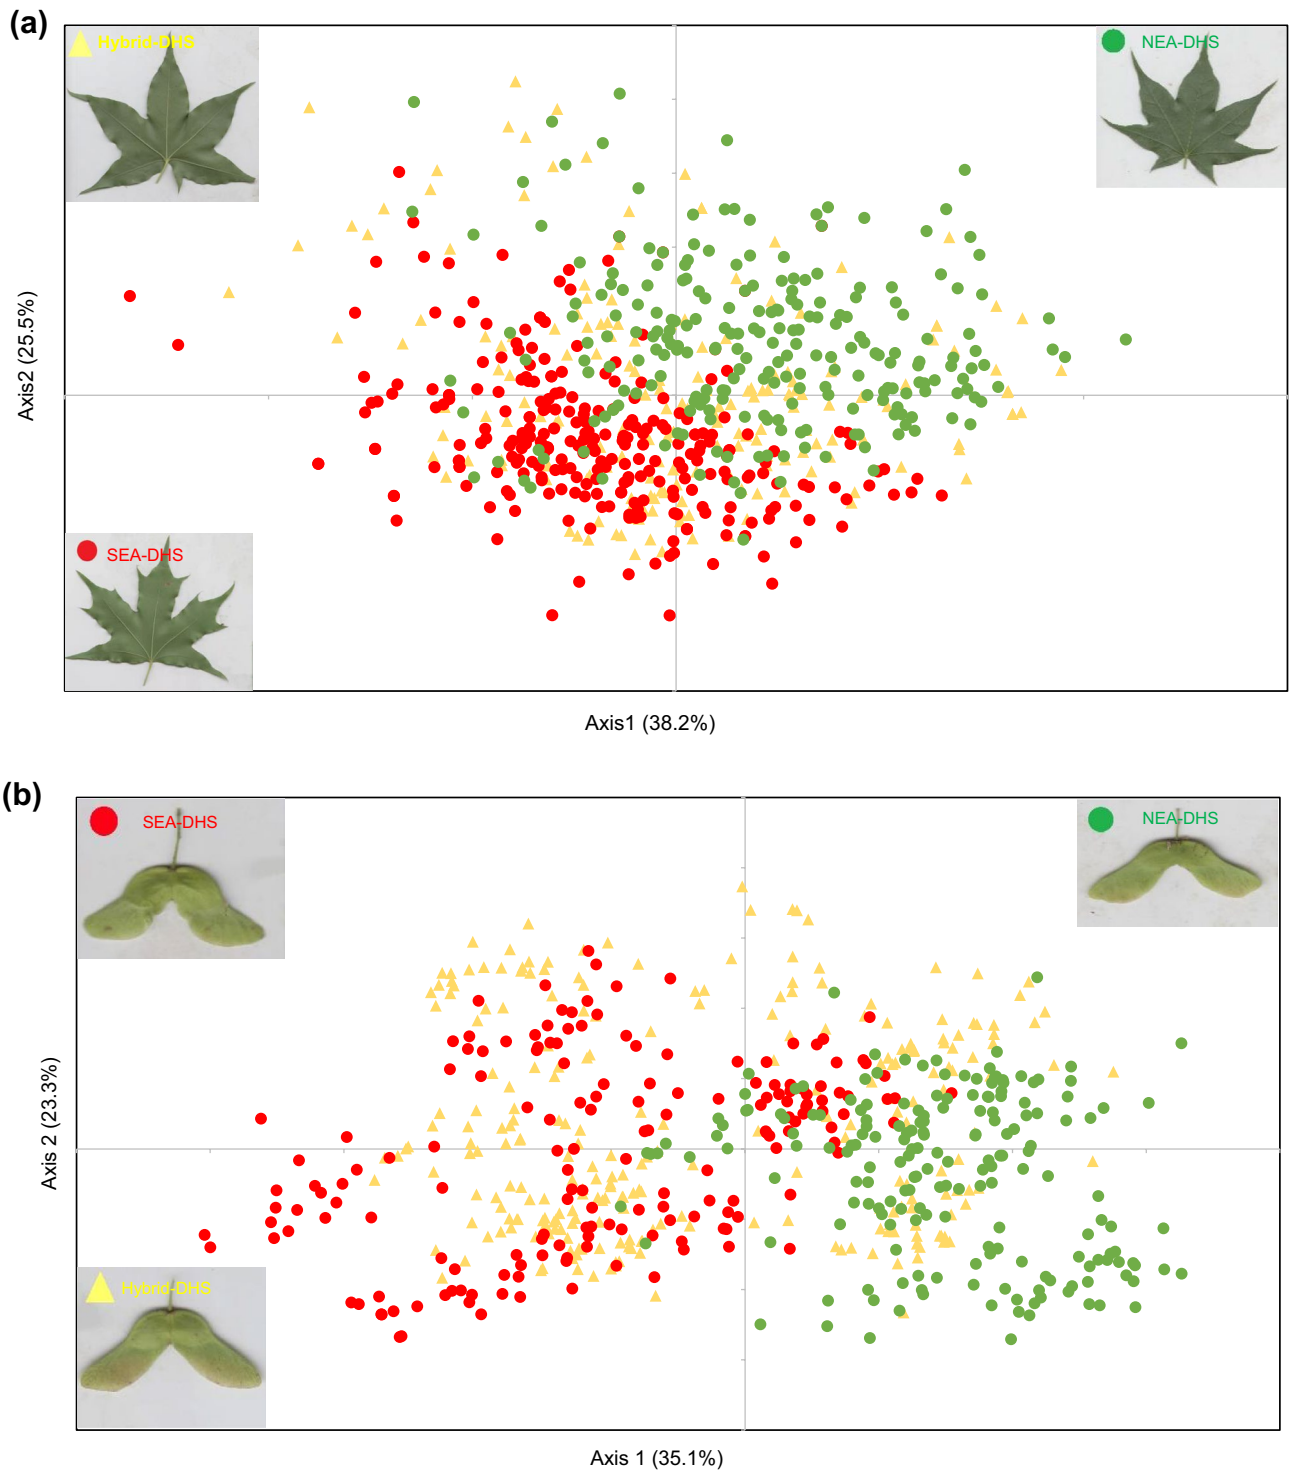 (a)
Hybrid-DHS
NEA-DHS
Axis2 (25.5%)
SEA-DHS
Axis1 (38.2%)
(b)
SEA-DHS
NEA-DHS
Axis 2 (23.3%)
Hybrid-DHS
Axis 1 (35.1%)